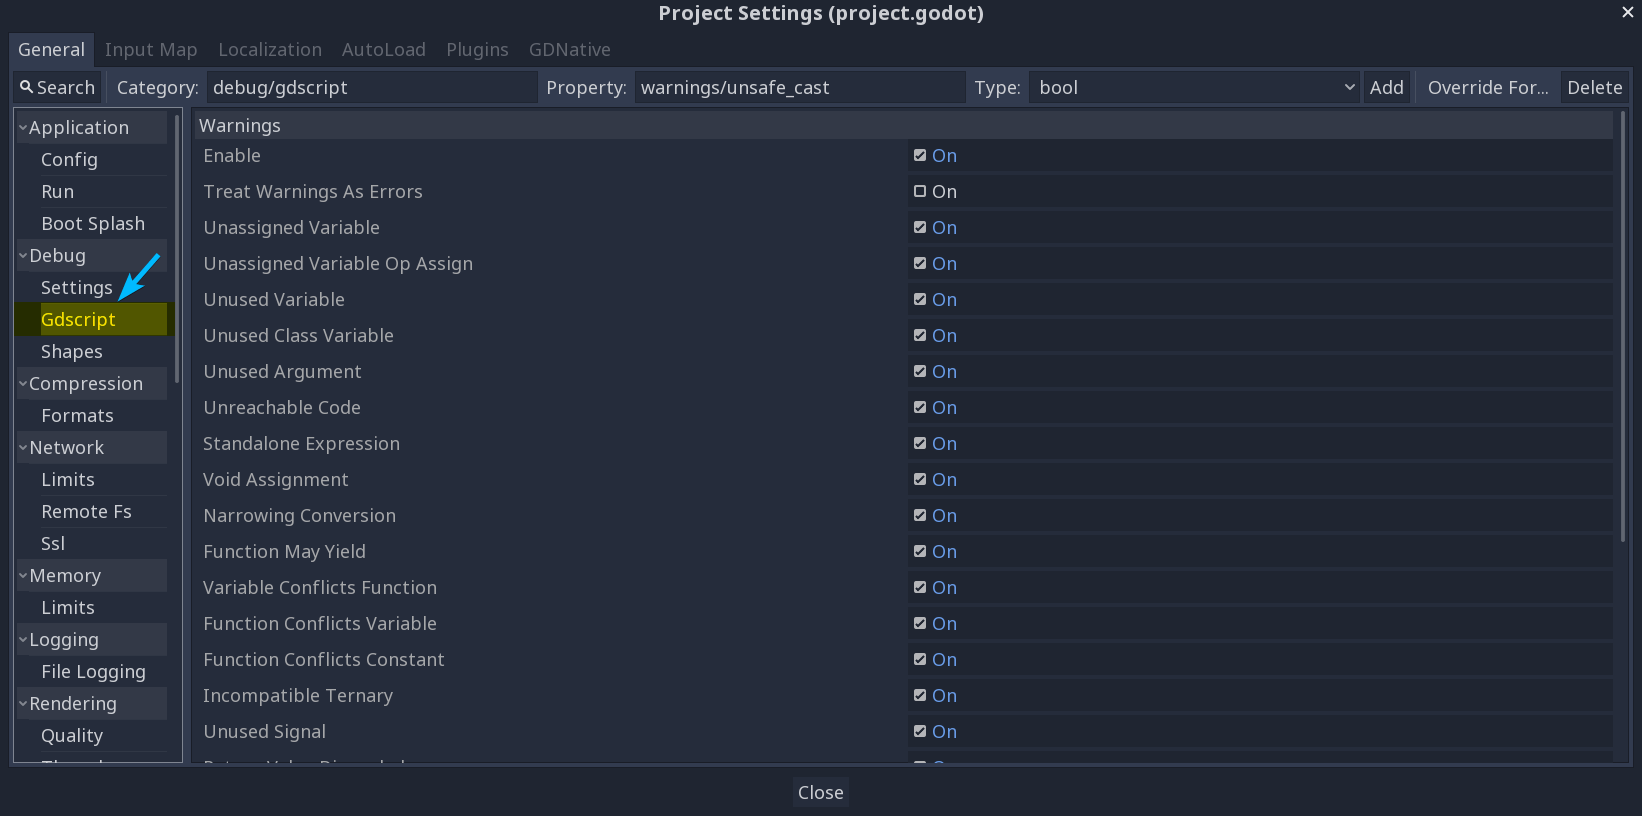 Project Settings (project.godot)
General Input Map Localization AutoLoad Plugins GDNative
Search Category: debug/gdscript Property: warnings/unsafe_cast Type: bool Add Override For... Delete
Application
Config
Run
Boot Splash
Debug
Settings
Gdscript
Shapes
Compression
Formats
Network
Limits
Remote Fs
Ssl
Memory
Limits
Logging
File Logging
Rendering
Quality
Warnings
Enable On
Treat Warnings As Errors On
Unassigned Variable On
Unassigned Variable Op Assign On
Unused Variable On
Unused Class Variable On
Unused Argument On
Unreachable Code On
Standalone Expression On
Void Assignment On
Narrowing Conversion On
Function May Yield On
Variable Conflicts Function On
Function Conflicts Variable On
Function Conflicts Constant On
Incompatible Ternary On
Unused Signal On
Close